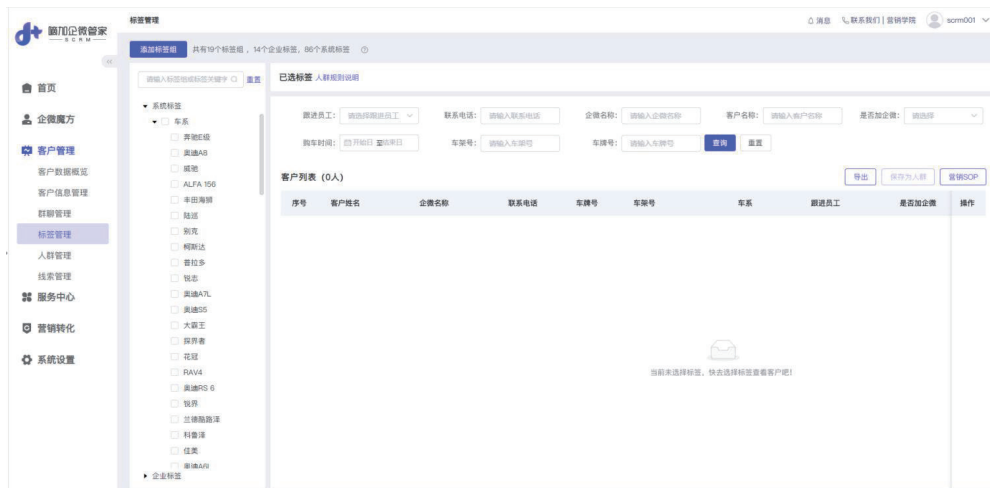 嗨加企微管家
SCRM
首页
企微魔方
客户管理
客户数据概览
客户信息管理
群聊管理
标签管理
人群管理
线索管理
服务中心
营销转化
系统设置
标签管理
消息 联系我们 | 营销学院 scrm001
添加标签组 共有19个标签组，14个企业标签，86个系统标签
请输入标签组或标签关键字 重置
系统标签
车系
奔驰E级
奥迪A8
威驰
ALFA 156
丰田海狮
陆巡
别克
柯斯达
普拉多
锐志
奥迪A7L
奥迪S5
大霸王
探界者
花冠
RAV4
奥迪RS 6
锐界
兰德酷路泽
科鲁泽
佳美
奥迪A6L
企业标签
已选标签 人群规则说明
跟进员工： 请选择跟进员工 联系电话： 请输入联系电话 企微名称： 请输入企微名称 客户名称： 请输入客户名称 是否加企微： 请选择
购车时间： 开始日 至 结束日 车架号： 请输入车架号 车牌号： 请输入车牌号 查询 重置
客户列表（0人） 导出 保存为人群 营销SOP
序号 客户姓名 企微名称 联系电话 车牌号 车架号 车系 跟进员工 是否加企微 操作
当前未选择标签，快去选择标签查看客户吧！